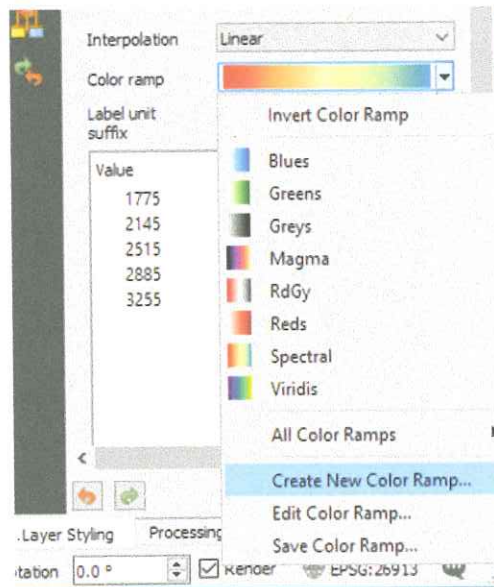 Interpolation Linear
Color ramp
Label unit
suffix
Invert Color Ramp
Value
1775
2145
2515
2885
3255
Blues
Greens
Greys
Magma
RdGy
Reds
Spectral
Viridis
All Color Ramps
Create New Color Ramp...
Edit Color Ramp...
Save Color Ramp...
Layer Styling Processing
tation 0.0 ° Render EPSG:26913